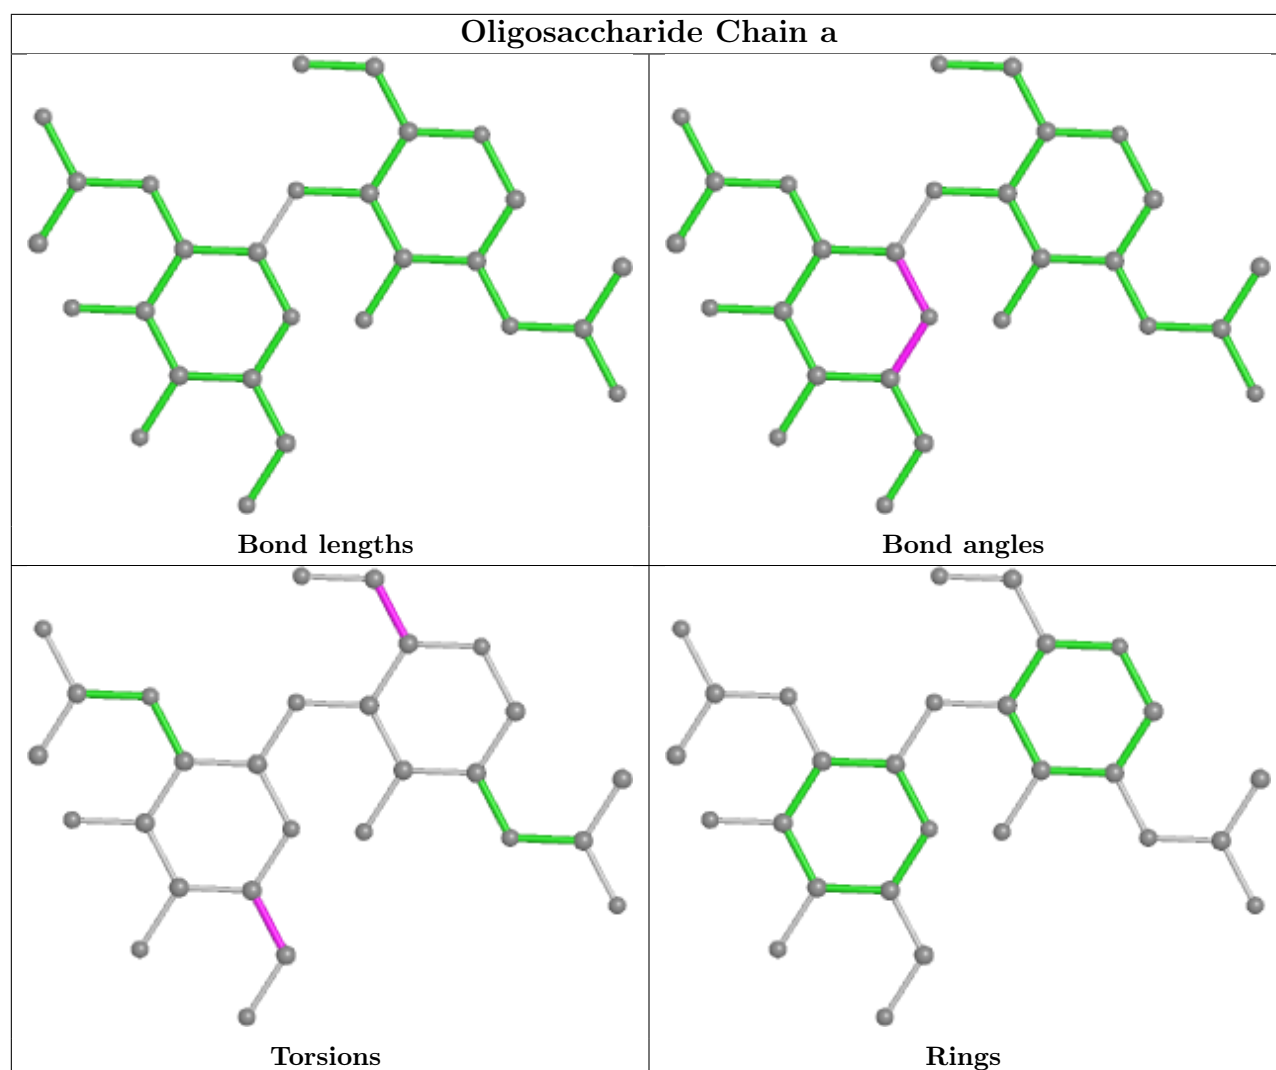 Oligosaccharide Chain a
Bond lengths
Bond angles
Torsions
Rings